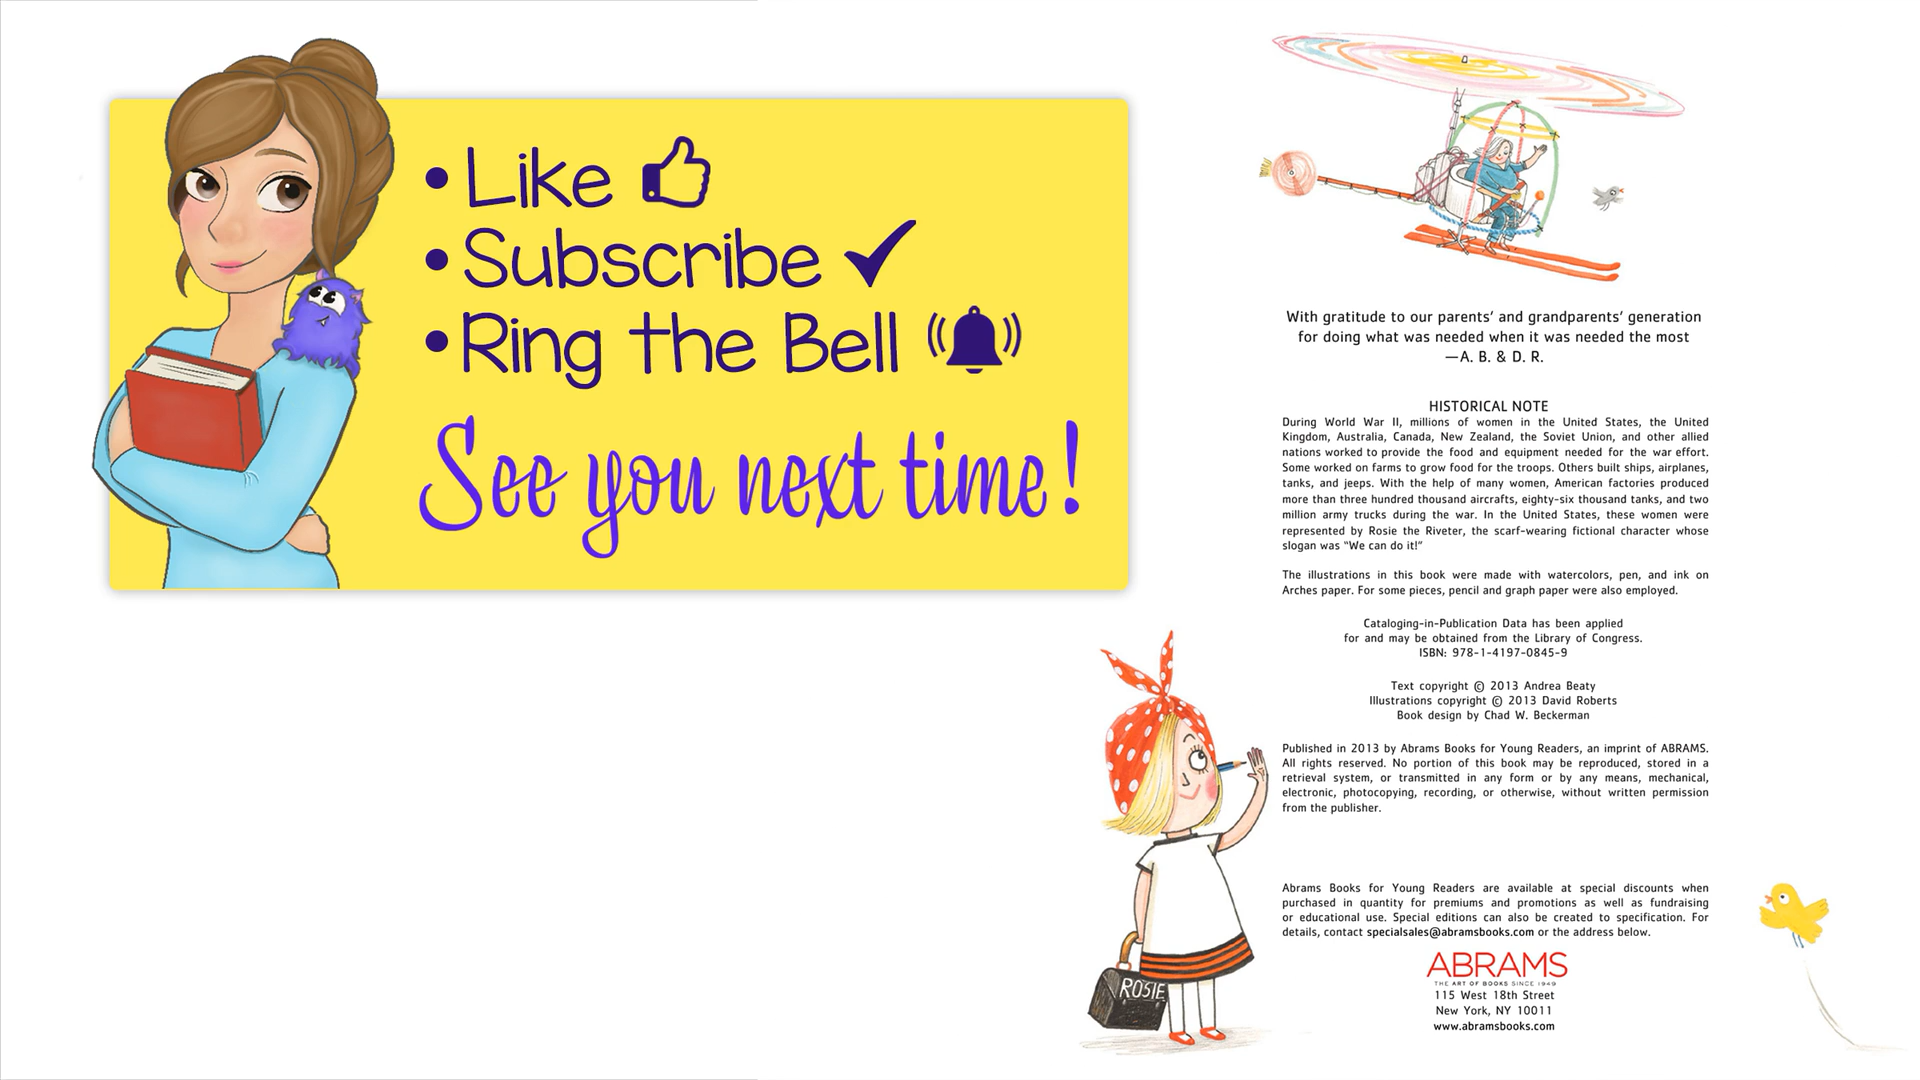 • Like
• Subscribe
• Ring the Bell
See you next time!
With gratitude to our parents’ and grandparents’ generation
for doing what was needed when it was needed the most
—A. B. & D. R.
HISTORICAL NOTE
During World War II, millions of women in the United States, the United
Kingdom, Australia, Canada, New Zealand, the Soviet Union, and other allied
nations worked to provide the food and equipment needed for the war effort.
Some worked on farms to grow food for the troops. Others built ships, airplanes,
tanks, and jeeps. With the help of many women, American factories produced
more than three hundred thousand aircrafts, eighty-six thousand tanks, and two
million army trucks during the war. In the United States, these women were
represented by Rosie the Riveter, the scarf-wearing fictional character whose
slogan was “We can do it!”
The illustrations in this book were made with watercolors, pen, and ink on
Arches paper. For some pieces, pencil and graph paper were also employed.
Cataloging-in-Publication Data has been applied
for and may be obtained from the Library of Congress.
ISBN: 978-1-4197-0845-9
Text copyright © 2013 Andrea Beaty
Illustrations copyright © 2013 David Roberts
Book design by Chad W. Beckerman
Published in 2013 by Abrams Books for Young Readers, an imprint of ABRAMS.
All rights reserved. No portion of this book may be reproduced, stored in a
retrieval system, or transmitted in any form or by any means, mechanical,
electronic, photocopying, recording, or otherwise, without written permission
from the publisher.
Abrams Books for Young Readers are available at special discounts when
purchased in quantity for premiums and promotions as well as fundraising
or educational use. Special editions can also be created to specification. For
details, contact specialsales@abramsbooks.com or the address below.
ROSIE
ABRAMS
THE ART OF BOOKS SINCE 1949
115 West 18th Street
New York, NY 10011
www.abramsbooks.com